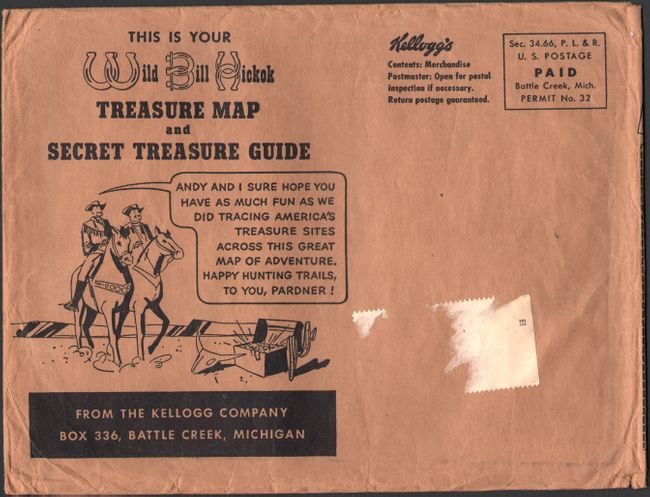 THIS IS YOUR
Wild Bill Hickok
TREASURE MAP
and
SECRET TREASURE GUIDE
Kellogg's
Contents: Merchandise
Postmaster: Open for postal
inspection if necessary.
Return postage guaranteed.
Sec. 34.66, P. L. & R.
U. S. POSTAGE
PAID
Battle Creek, Mich.
PERMIT No. 32
ANDY AND I SURE HOPE YOU
HAVE AS MUCH FUN AS WE
DID TRACING AMERICA'S
TREASURE SITES
ACROSS THIS GREAT
MAP OF ADVENTURE.
HAPPY HUNTING TRAILS,
TO YOU, PARDNER!
m
FROM THE KELLOGG COMPANY
BOX 336, BATTLE CREEK, MICHIGAN